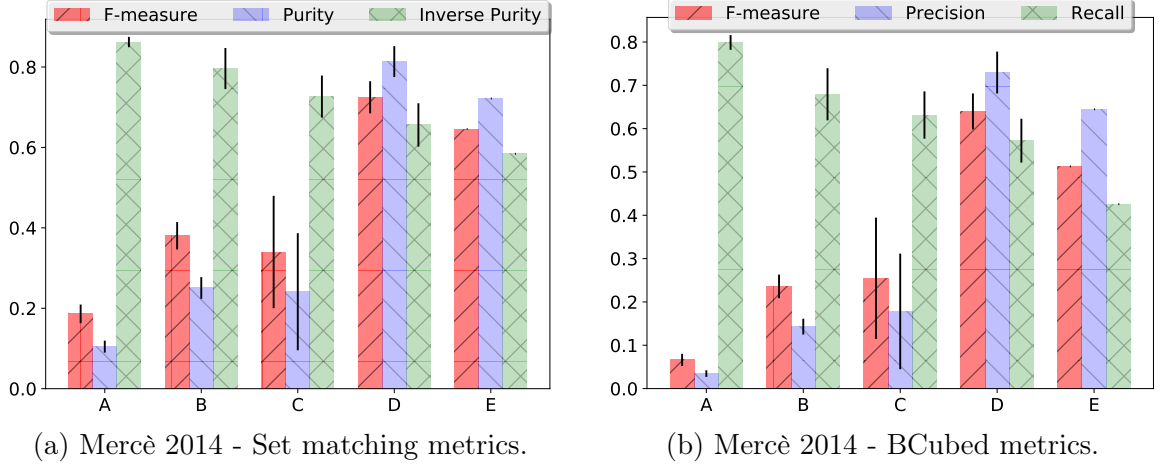 F-measure Purity Inverse Purity
0.8
0.6
0.4
0.2
0.0
A B C D E
(a) Mercè 2014 - Set matching metrics.
F-measure Precision Recall
0.8
0.7
0.6
0.5
0.4
0.3
0.2
0.1
0.0
A B C D E
(b) Mercè 2014 - BCubed metrics.